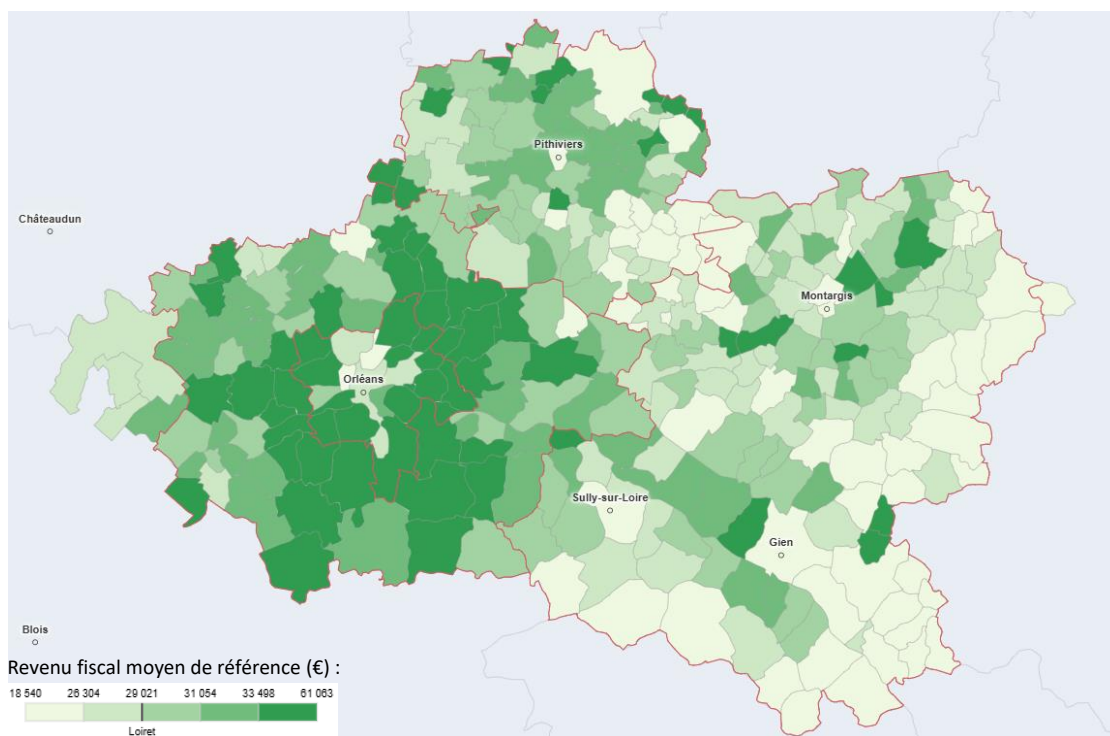 Pithiviers
Châteaudun
Montargis
Orléans
Sully-sur-Loire
Gien
Blois
Revenu fiscal moyen de référence (€) :
18 540 26 304 29 021 31 054 33 498 61 083
Loiret